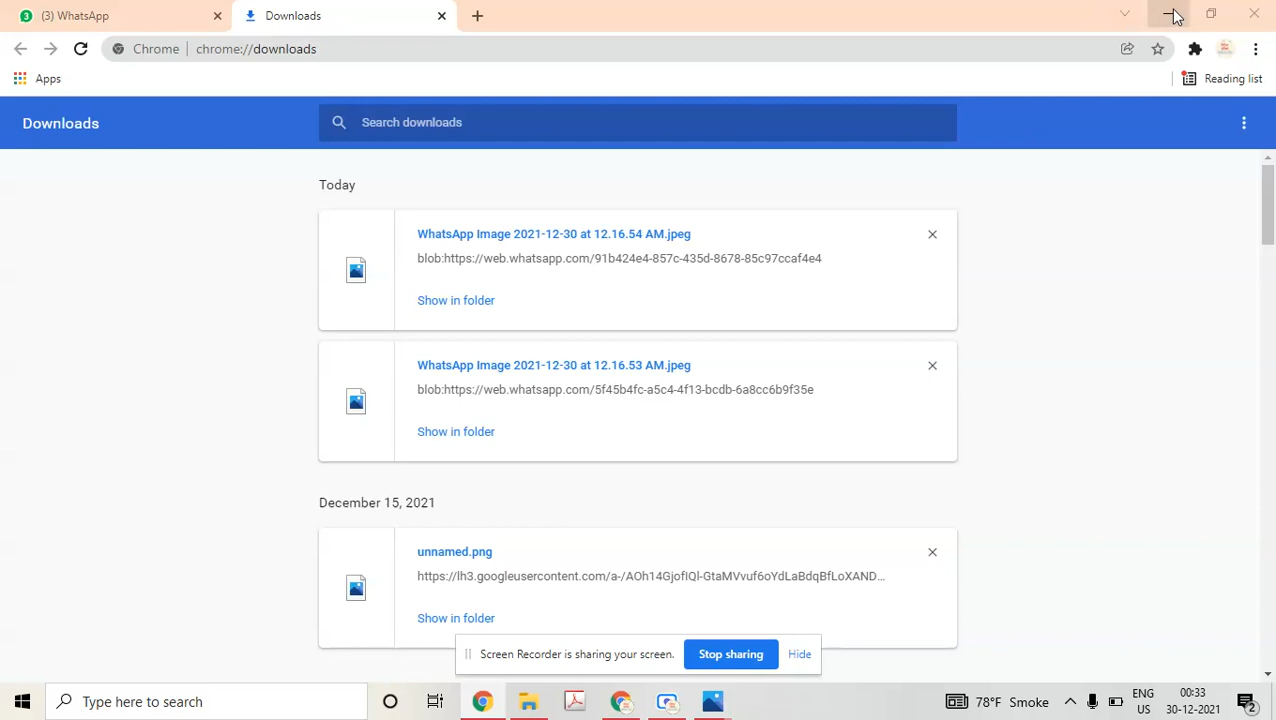 (3) WhatsApp
Downloads
Chrome
chrome://downloads
Apps
Reading list
Downloads
Search downloads
Today
WhatsApp Image 2021-12-30 at 12.16.54 AM.jpeg
blob:https://web.whatsapp.com/91b424e4-857c-435d-8678-85c97ccaf4e4
Show in folder
WhatsApp Image 2021-12-30 at 12.16.53 AM.jpeg
blob:https://web.whatsapp.com/5f45b4fc-a5c4-4f13-bcdb-6a8cc6b9f35e
Show in folder
December 15, 2021
unnamed.png
https://lh3.googleusercontent.com/a-/AOh14GjofIQl-GtaMVvuf6oYdLaBdqBfLoXAND...
Show in folder
Screen Recorder is sharing your screen. Stop sharing Hide
Type here to search
78°F Smoke
ENG
US
00:33
30-12-2021
2